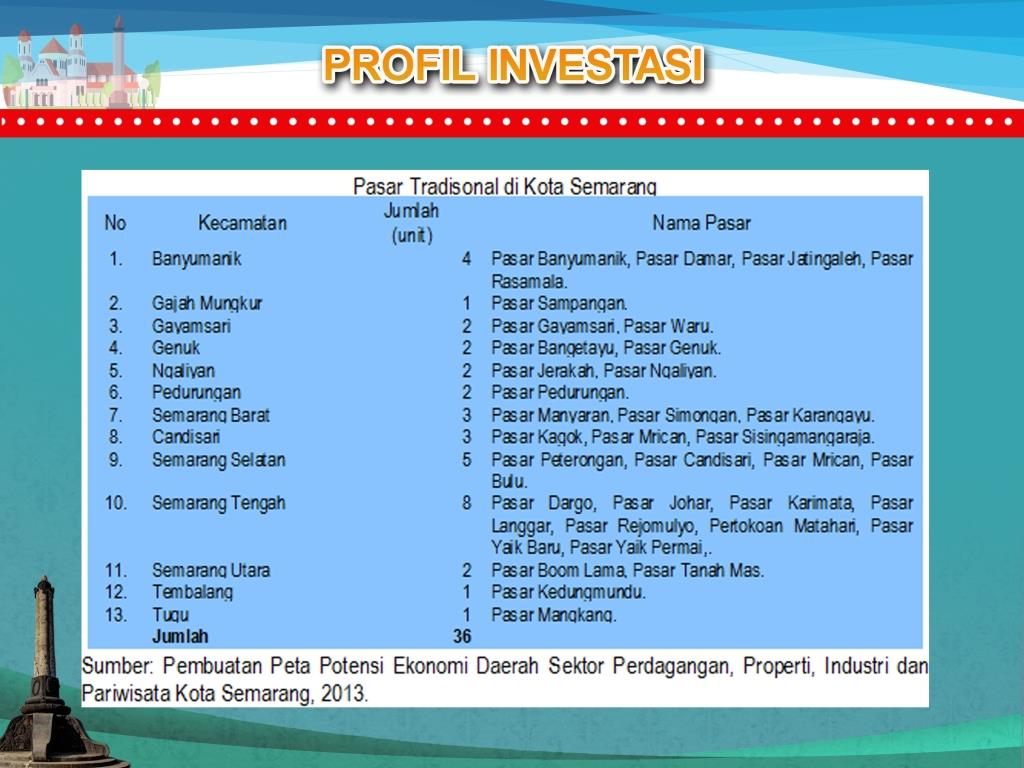 PROFIL INVESTASI
Pasar Tradisonal di Kota Semarang
No Kecamatan Jumlah (unit) Nama Pasar
1. Banyumanik 4 Pasar Banyumanik, Pasar Damar, Pasar Jatingaleh, Pasar
Rasamala.
2. Gajah Mungkur 1 Pasar Sampangan.
3. Gayamsari 2 Pasar Gayamsari, Pasar Waru.
4. Genuk 2 Pasar Bangetayu, Pasar Genuk.
5. Ngaliyan 2 Pasar Jerakah, Pasar Ngaliyan.
6. Pedurungan 2 Pasar Pedurungan.
7. Semarang Barat 3 Pasar Manyaran, Pasar Simongan, Pasar Karangayu.
8. Candisari 3 Pasar Kagok, Pasar Mrican, Pasar Sisingamangaraja.
9. Semarang Selatan 5 Pasar Peterongan, Pasar Candisari, Pasar Mrican, Pasar
Bulu.
10. Semarang Tengah 8 Pasar Dargo, Pasar Johar, Pasar Karimata, Pasar
Langgar, Pasar Rejomulyo, Pertokoan Matahari, Pasar
Yaik Baru, Pasar Yaik Permai,.
11. Semarang Utara 2 Pasar Boom Lama, Pasar Tanah Mas.
12. Tembalang 1 Pasar Kedungmundu.
13. Tugu 1 Pasar Mangkang.
Jumlah 36
Sumber: Pembuatan Peta Potensi Ekonomi Daerah Sektor Perdagangan, Properti, Industri dan
Pariwisata Kota Semarang, 2013.